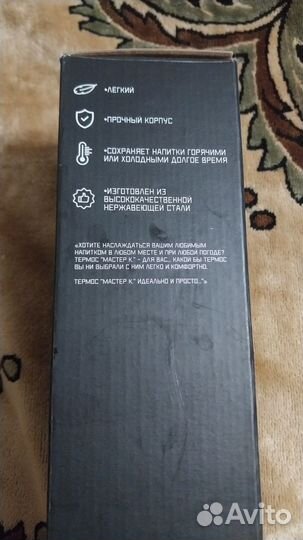 •ЛЁГКИЙ
•ПРОЧНЫЙ КОРПУС
•СОХРАНЯЕТ НАПИТКИ ГОРЯЧИМИ
ИЛИ ХОЛОДНЫМИ ДОЛГОЕ ВРЕМЯ
•ИЗГОТОВЛЕН ИЗ
ВЫСОКОКАЧЕСТВЕННОЙ
НЕРЖАВЕЮЩЕЙ СТАЛИ
«ХОТИТЕ НАСЛАЖДАТЬСЯ ВАШИМ ЛЮБИМЫМ
НАПИТКОМ В ЛЮБОМ МЕСТЕ И ПРИ ЛЮБОЙ ПОГОДЕ?
ТЕРМОС "МАСТЕР К." - ДЛЯ ВАС... КАКОЙ БЫ ТЕРМОС
ВЫ НИ ВЫБРАЛИ С НИМ ЛЕГКО И КОМФОРТНО.
ТЕРМОС "МАСТЕР К." ИДЕАЛЬНО И ПРОСТО..."»
Avito